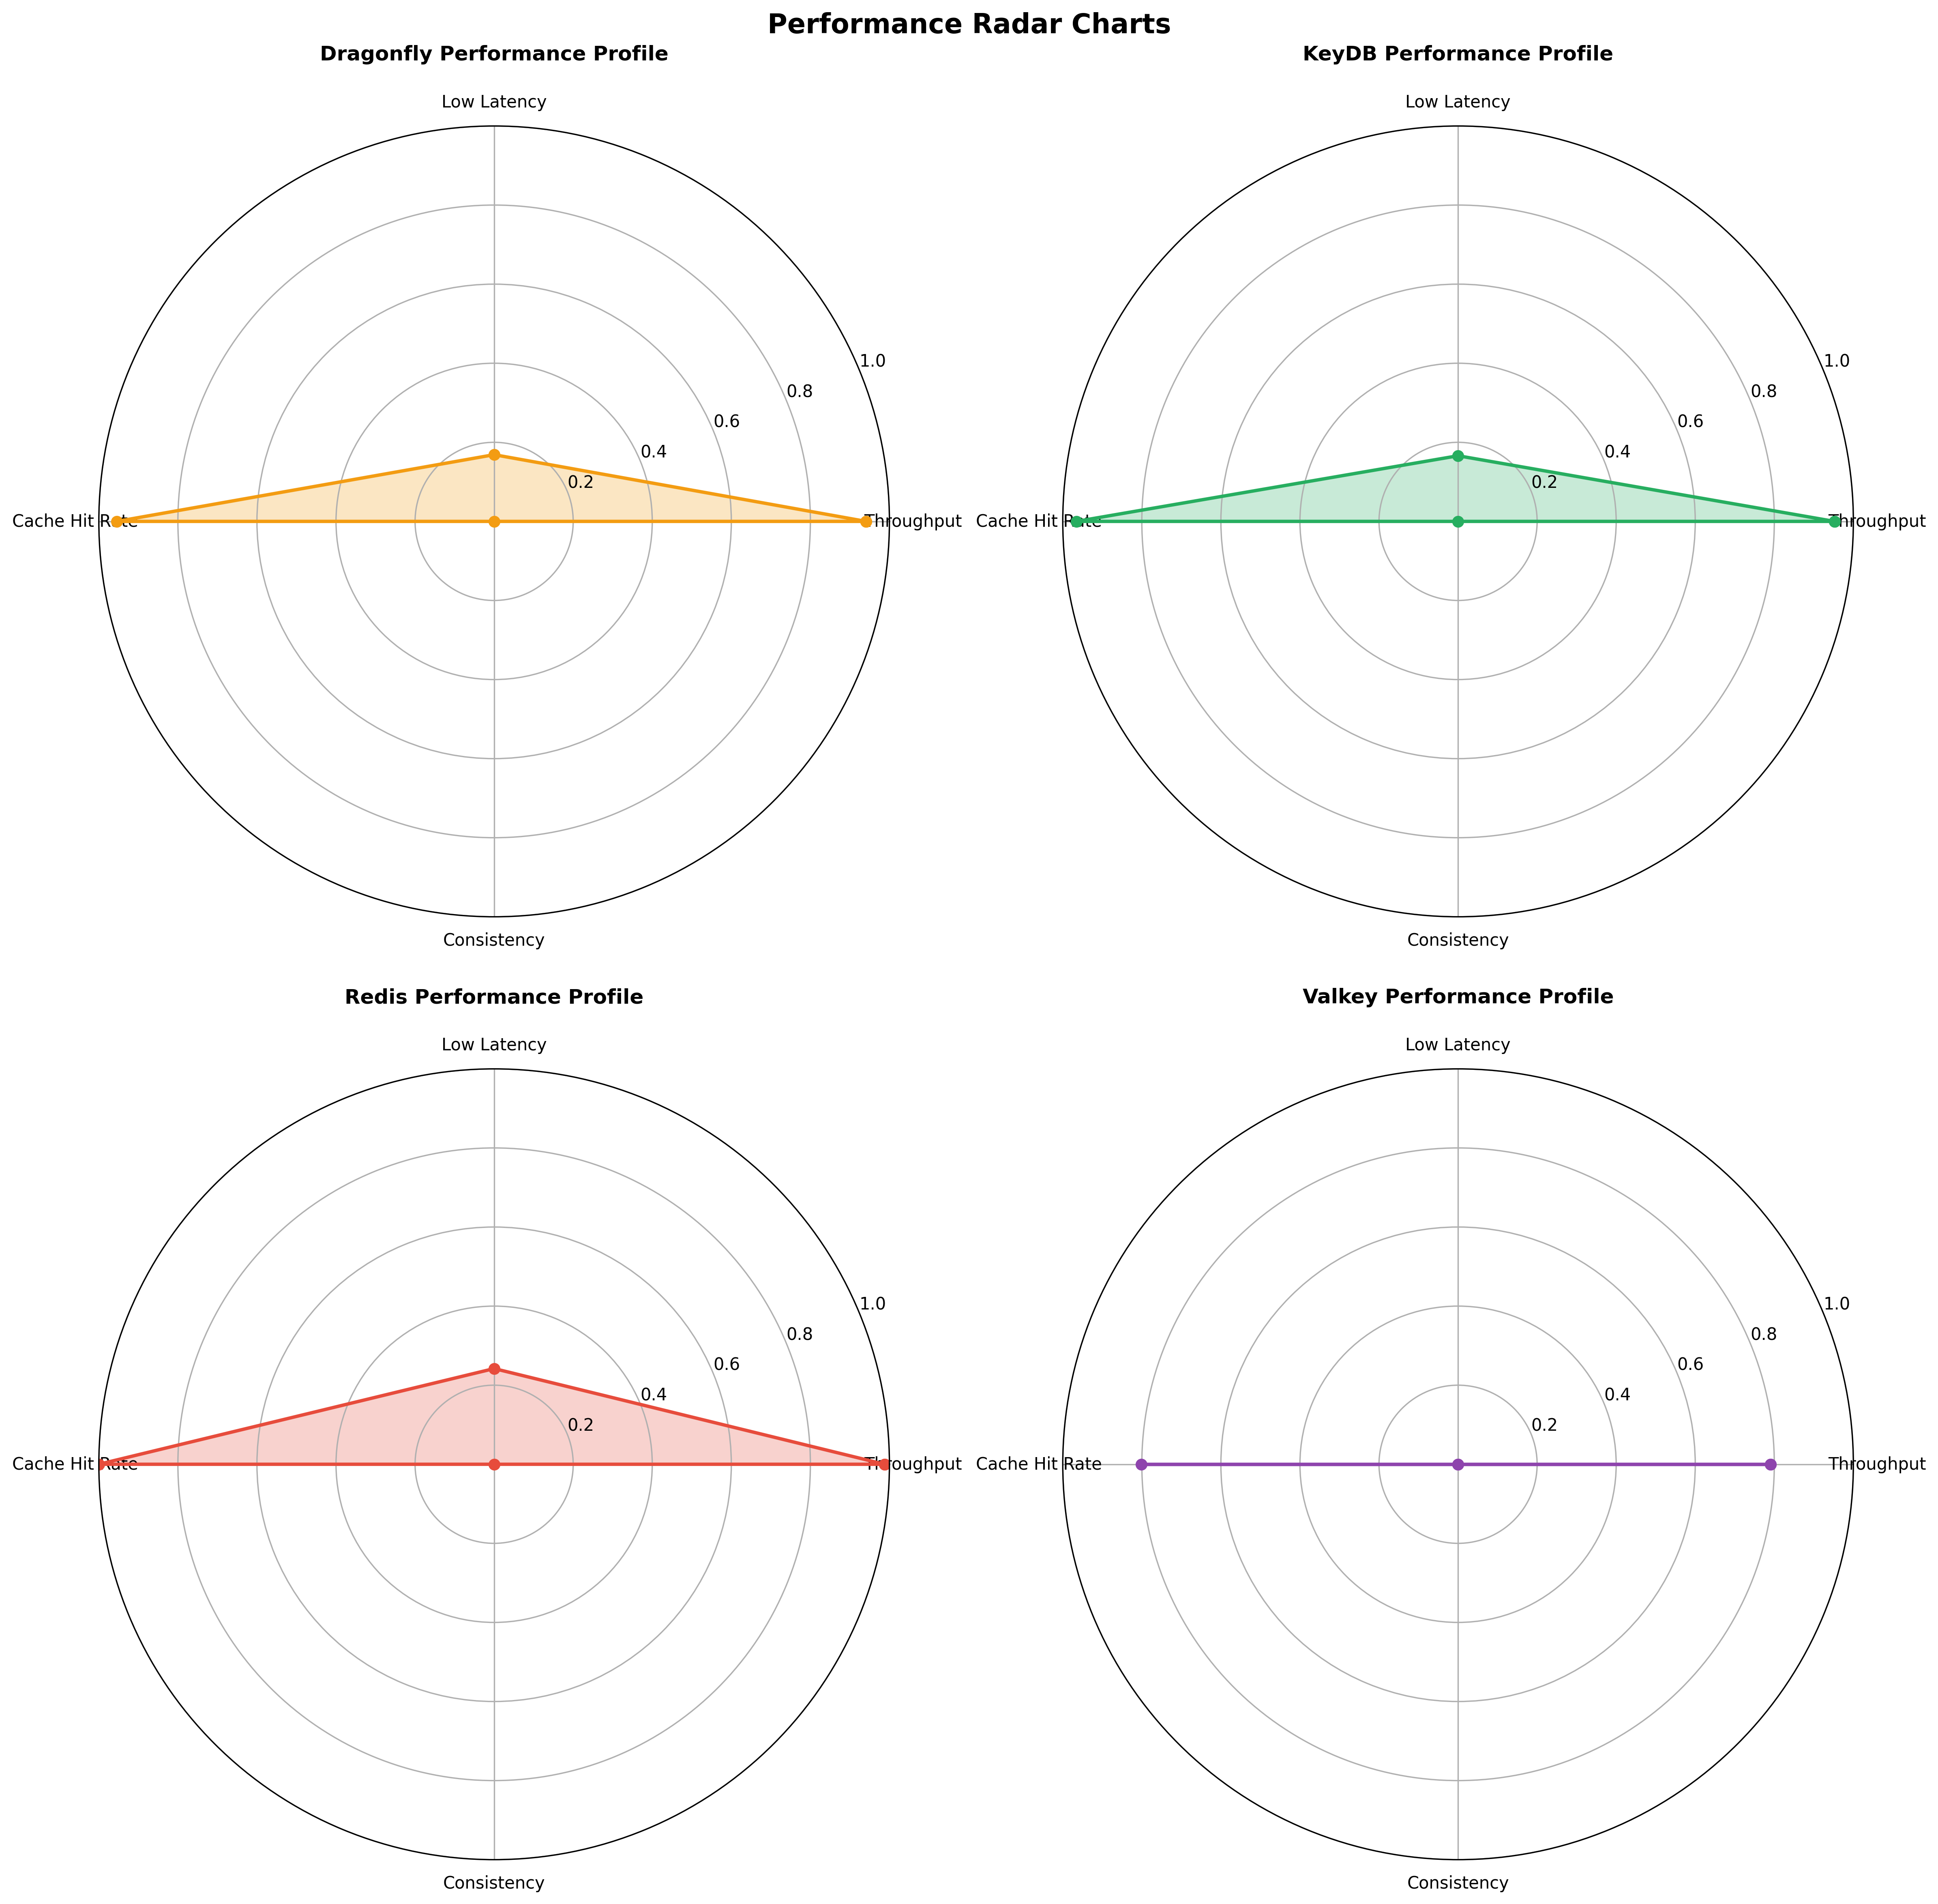 Performance Radar Charts
Dragonfly Performance Profile
Low Latency
1.0
0.8
0.6
0.4
0.2
Cache Hit Rate
Throughput
Consistency
KeyDB Performance Profile
Low Latency
1.0
0.8
0.6
0.4
0.2
Cache Hit Rate
Throughput
Consistency
Redis Performance Profile
Low Latency
1.0
0.8
0.6
0.4
0.2
Cache Hit Rate
Throughput
Consistency
Valkey Performance Profile
Low Latency
1.0
0.8
0.6
0.4
0.2
Cache Hit Rate
Throughput
Consistency